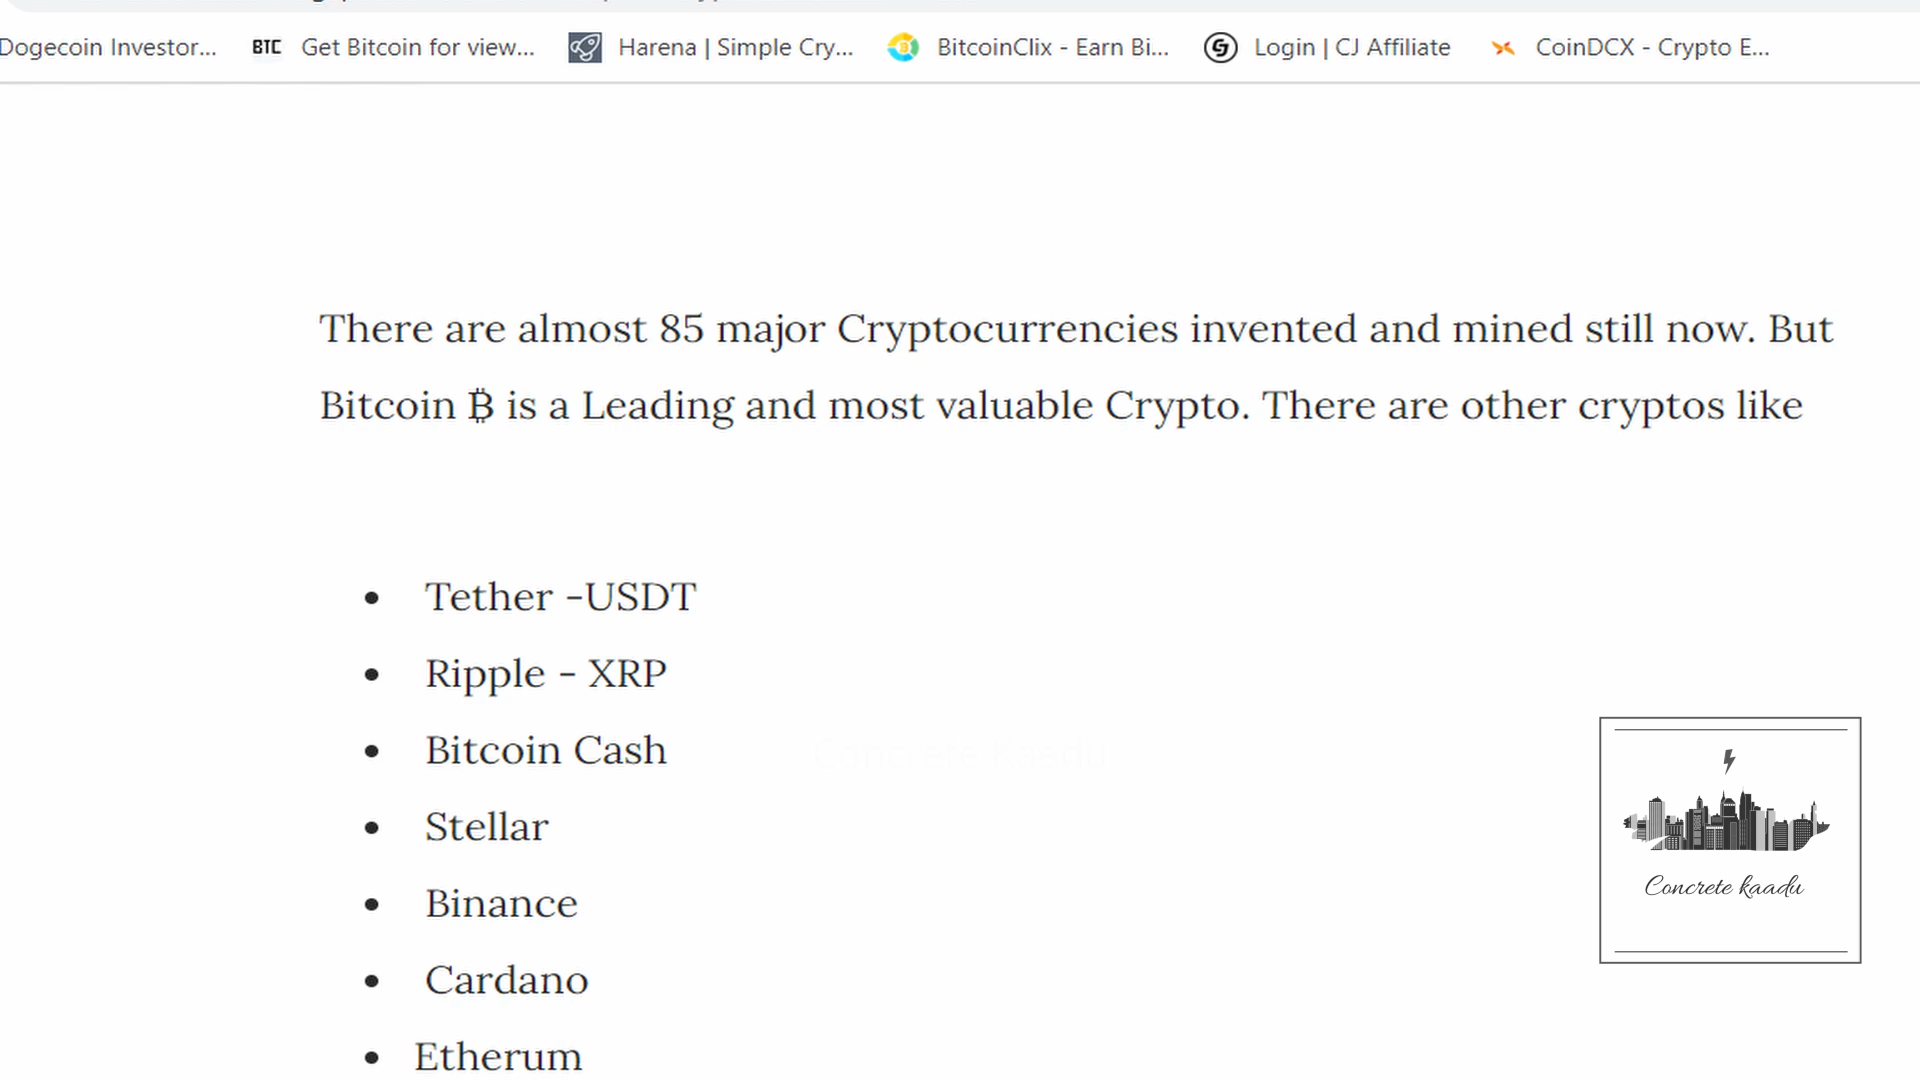 Dogecoin Investor... BTC Get Bitcoin for view... Harena | Simple Cry... BitcoinClix - Earn Bi... Login | CJ Affiliate CoinDCX - Crypto E...
There are almost 85 major Cryptocurrencies invented and mined still now. But
Bitcoin ₿ is a Leading and most valuable Crypto. There are other cryptos like
• Tether -USDT
• Ripple - XRP
• Bitcoin Cash
• Stellar
• Binance
• Cardano
• Etherum
Concrete kaadu